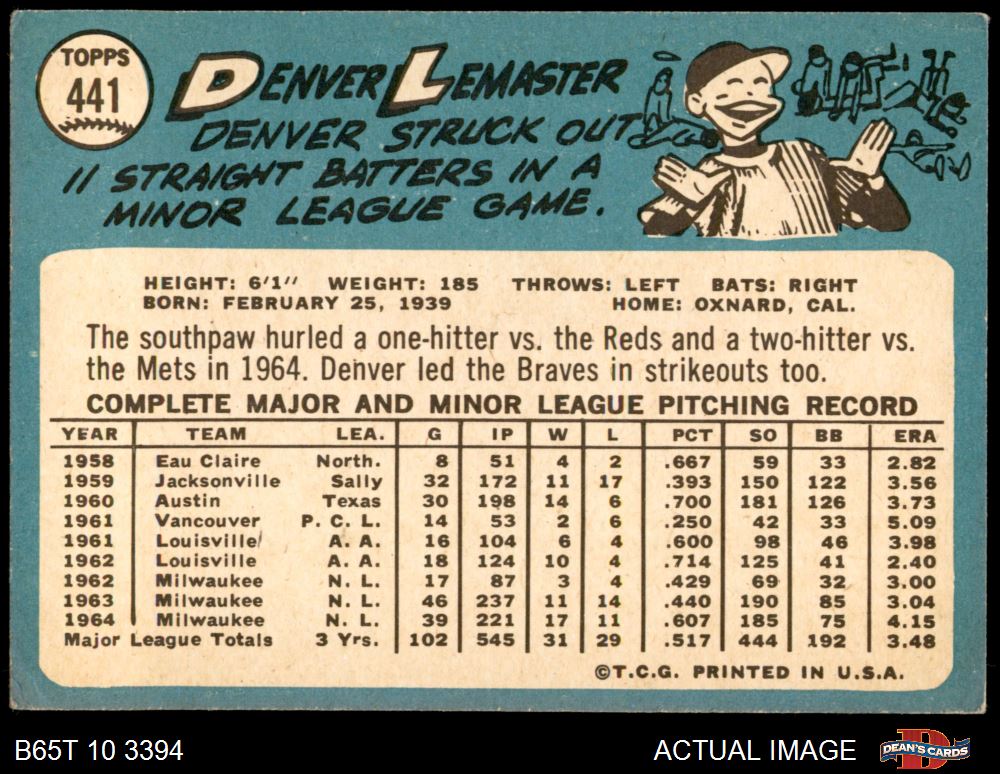 TOPPS
441
DENVER LEMASTER
DENVER STRUCK OUT
11 STRAIGHT BATTERS IN A
MINOR LEAGUE GAME.
HEIGHT: 6'1" WEIGHT: 185 THROWS: LEFT BATS: RIGHT
BORN: FEBRUARY 25, 1939 HOME: OXNARD, CAL.
The southpaw hurled a one-hitter vs. the Reds and a two-hitter vs.
the Mets in 1964. Denver led the Braves in strikeouts too.
COMPLETE MAJOR AND MINOR LEAGUE PITCHING RECORD
YEAR TEAM LEA. G IP W L PCT SO BB ERA
1958 Eau Claire North. 8 51 4 2 .667 59 33 2.82
1959 Jacksonville Sally 32 172 11 17 .393 150 122 3.56
1960 Austin Texas 30 198 14 6 .700 181 126 3.73
1961 Vancouver P. C. L. 14 53 2 6 .250 42 33 5.09
1961 Louisville A. A. 16 104 6 4 .600 98 46 3.98
1962 Louisville A. A. 18 124 10 4 .714 125 41 2.40
1962 Milwaukee N. L. 17 87 3 4 .429 69 32 3.00
1963 Milwaukee N. L. 46 237 11 14 .440 190 85 3.04
1964 Milwaukee N. L. 39 221 17 11 .607 185 75 4.15
Major League Totals 3 Yrs. 102 545 31 29 .517 444 192 3.48
©T.C.G. PRINTED IN U.S.A.
B65T 10 3394 ACTUAL IMAGE DEAN'S CARDS